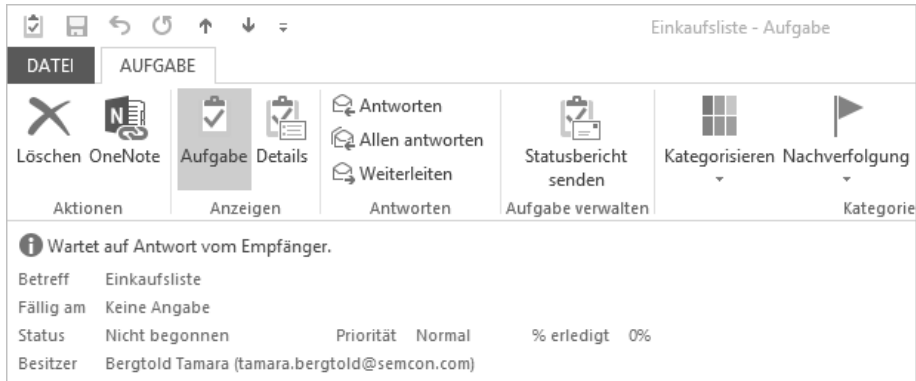 Einkaufsliste - Aufgabe
DATEI AUFGABE
Löschen OneNote Aufgabe Details Antworten Allen antworten Weiterleiten Statusbericht senden Kategorisieren Nachverfolgung
Aktionen Anzeigen Antworten Aufgabe verwalten Kategorie
Wartet auf Antwort vom Empfänger.
Betreff Einkaufsliste
Fällig am Keine Angabe
Status Nicht begonnen Priorität Normal % erledigt 0%
Besitzer Bergtold Tamara (tamara.bergtold@semcon.com)